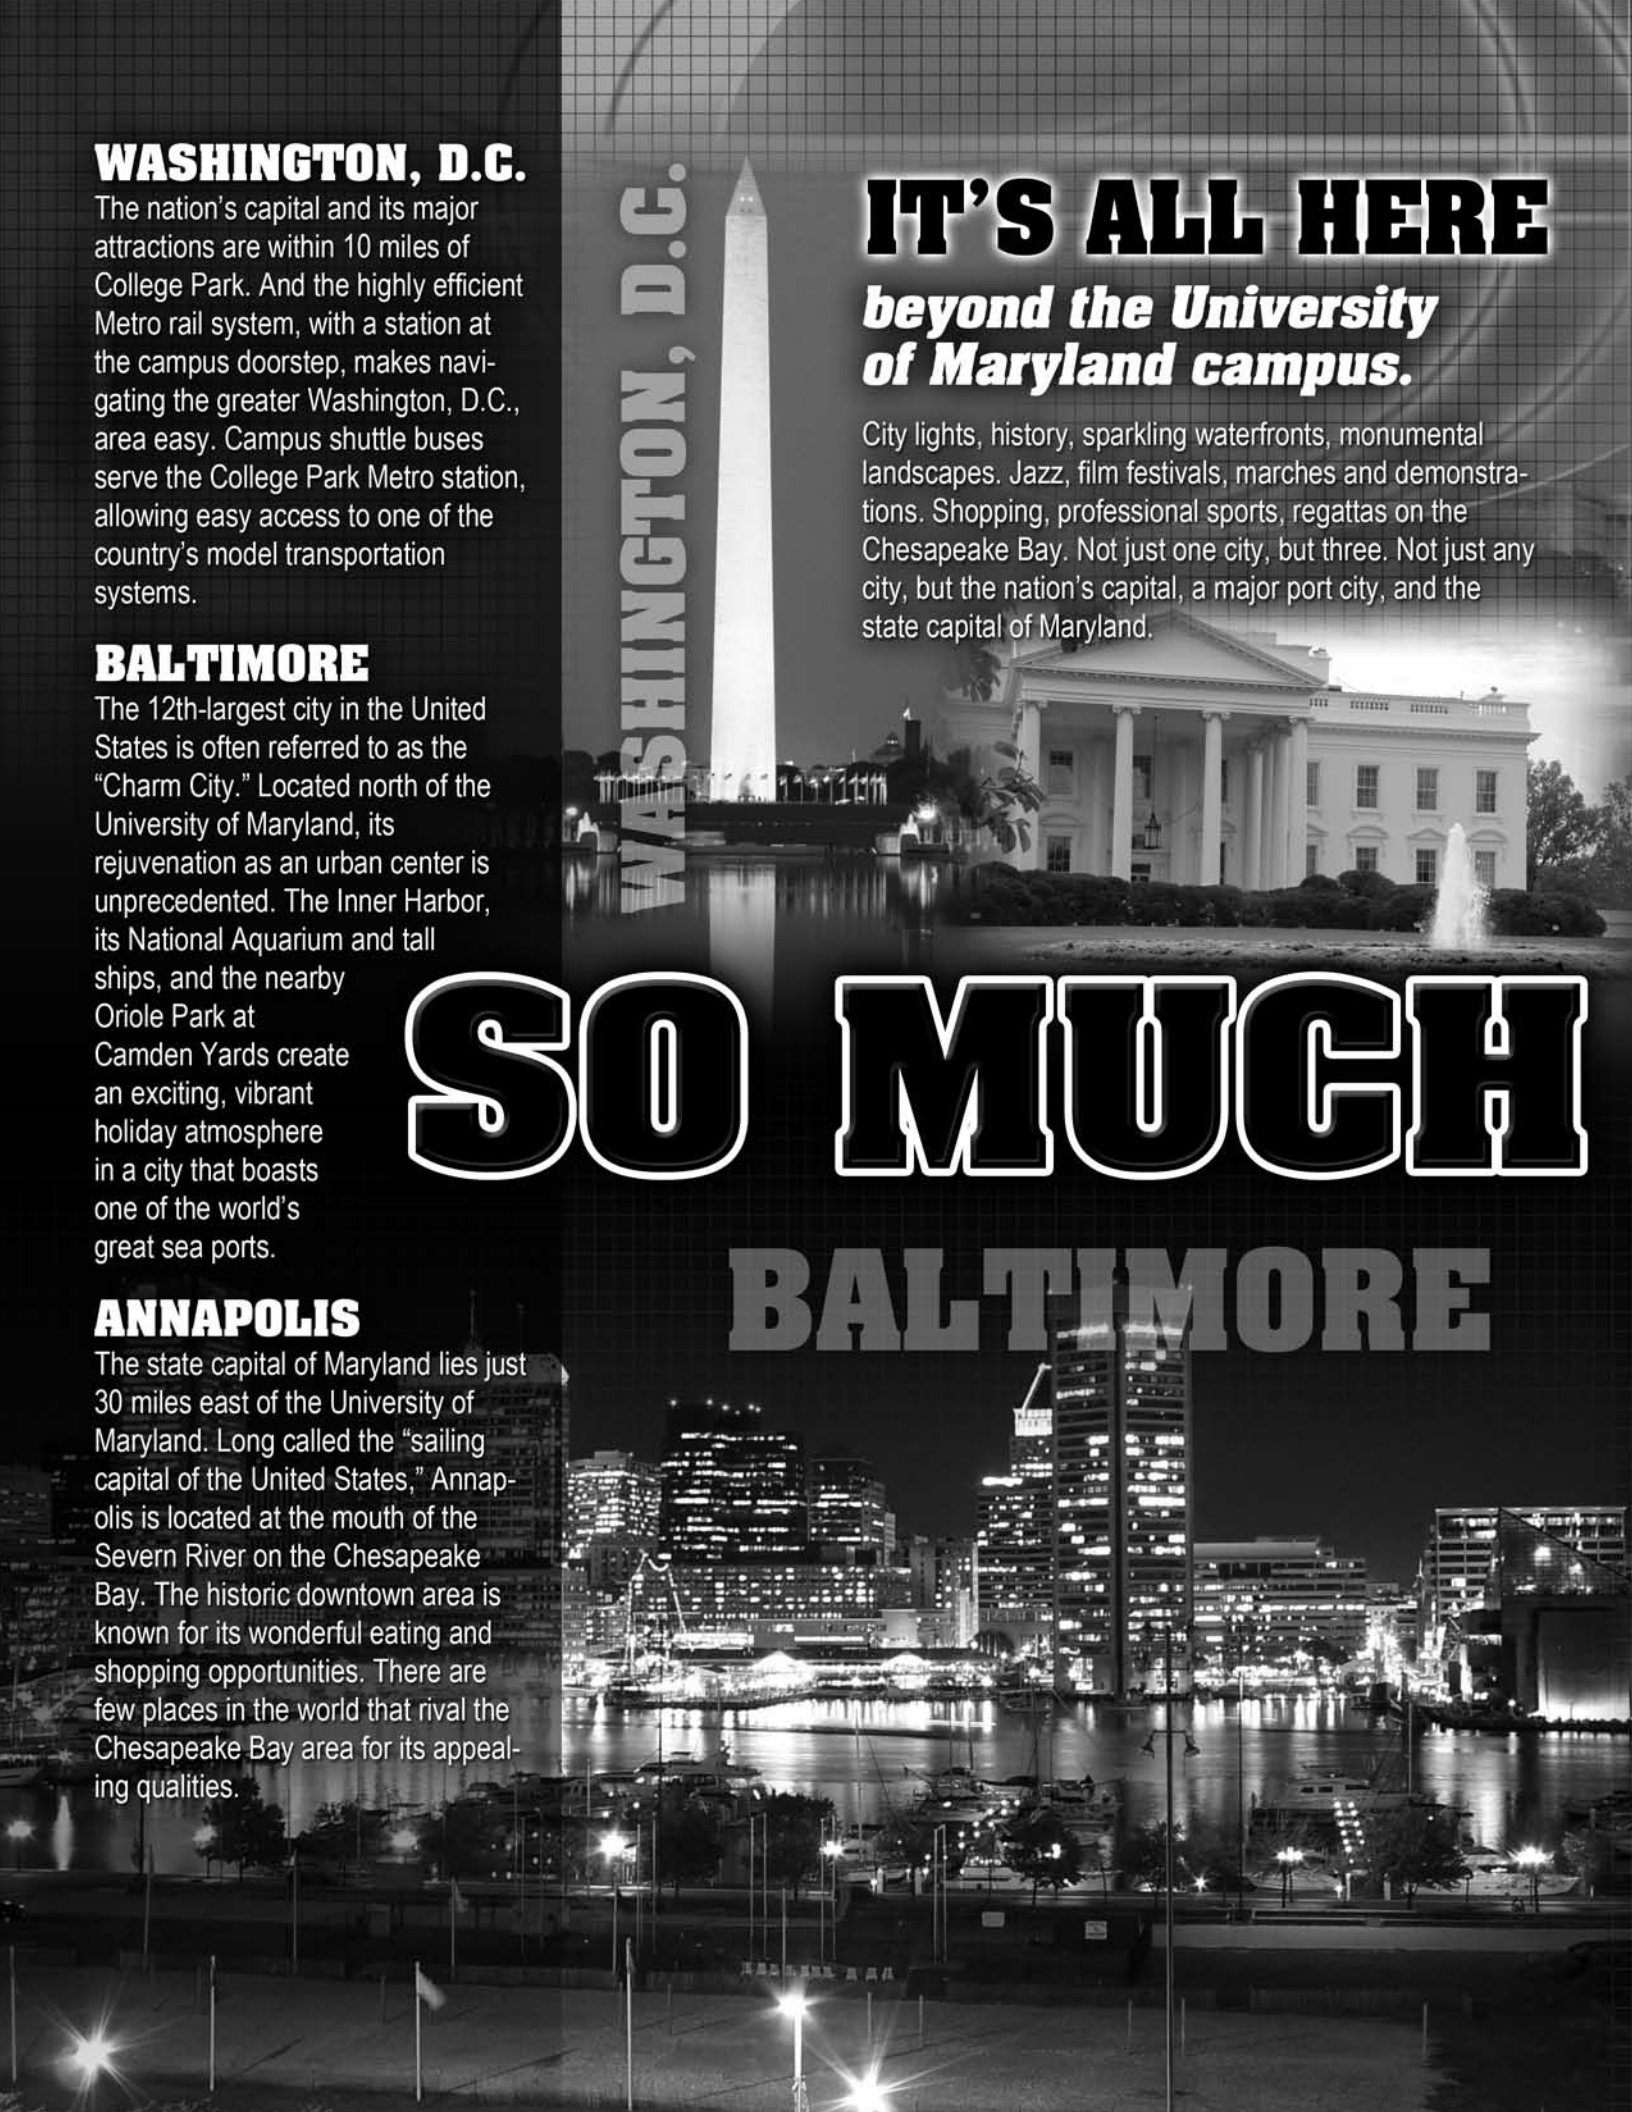 WASHINGTON, D.C.
The nation's capital and its major
attractions are within 10 miles of
College Park. And the highly efficient
Metro rail system, with a station at
the campus doorstep, makes navi-
gating the greater Washington, D.C.,
area easy. Campus shuttle buses
serve the College Park Metro station,
allowing easy access to one of the
country's model transportation
systems.
BALTIMORE
The 12th-largest city in the United
States is often referred to as the
“Charm City.” Located north of the
University of Maryland, its
rejuvenation as an urban center is
unprecedented. The Inner Harbor,
its National Aquarium and tall
ships, and the nearby
Oriole Park at
Camden Yards create
an exciting, vibrant
holiday atmosphere
in a city that boasts
one of the world's
great sea ports.
ANNAPOLIS
The state capital of Maryland lies just
30 miles east of the University of
Maryland. Long called the “sailing
capital of the United States,” Annap-
olis is located at the mouth of the
Severn River on the Chesapeake
Bay. The historic downtown area is
known for its wonderful eating and
shopping opportunities. There are
few places in the world that rival the
Chesapeake Bay area for its appeal-
ing qualities.
WASHINGTON, D.C.
IT'S ALL HERE
beyond the University
of Maryland campus.
City lights, history, sparkling waterfronts, monumental
landscapes. Jazz, film festivals, marches and demonstra-
tions. Shopping, professional sports, regattas on the
Chesapeake Bay. Not just one city, but three. Not just any
city, but the nation's capital, a major port city, and the
state capital of Maryland.
SO MUCH
BALTIMORE